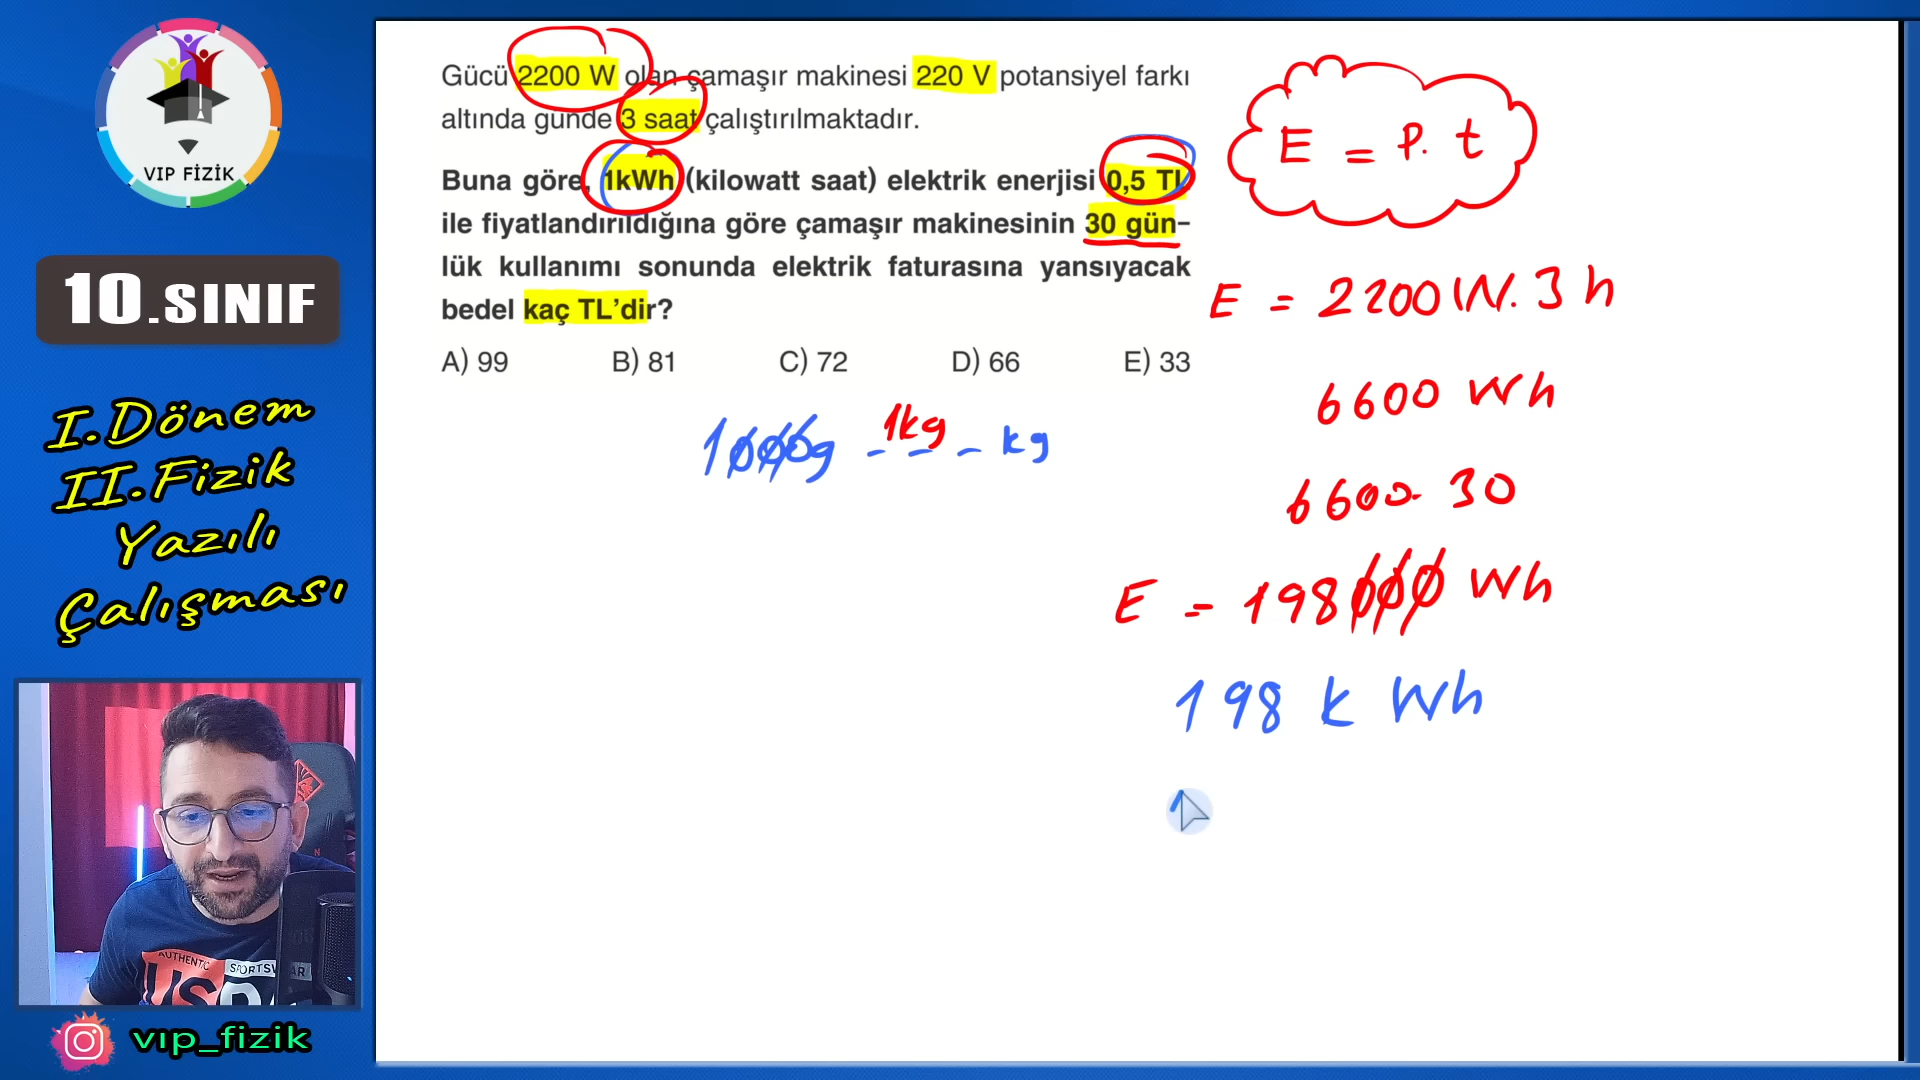 VIP FİZİK
10.SINIF
I.Dönem
II.Fizik
Yazılı
Çalışması
AUTHENTIC
SPORTSWEAR
vıp_fizik
Gücü 2200 W olan çamaşır makinesi 220 V potansiyel farkı
altında günde 3 saat çalıştırılmaktadır.
Buna göre, 1kWh (kilowatt saat) elektrik enerjisi 0,5 TL
ile fiyatlandırıldığına göre çamaşır makinesinin 30 gün-
lük kullanımı sonunda elektrik faturasına yansıyacak
bedel kaç TL'dir?
A) 99 B) 81 C) 72 D) 66 E) 33
1000g - 1kg - - kg
E = P. t
E = 2200 W. 3 h
6600 Wh
6600. 30
E = 198000 Wh
198 k Wh